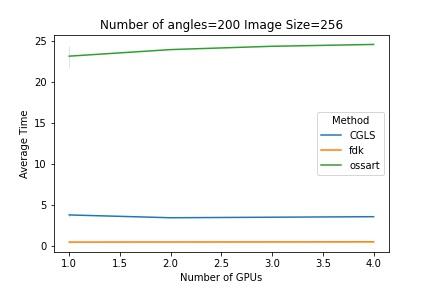 Number of angles=200 Image Size=256
25
20
15
10
5
0
Average Time
Method
CGLS
fdk
ossart
1.0 1.5 2.0 2.5 3.0 3.5 4.0
Number of GPUs